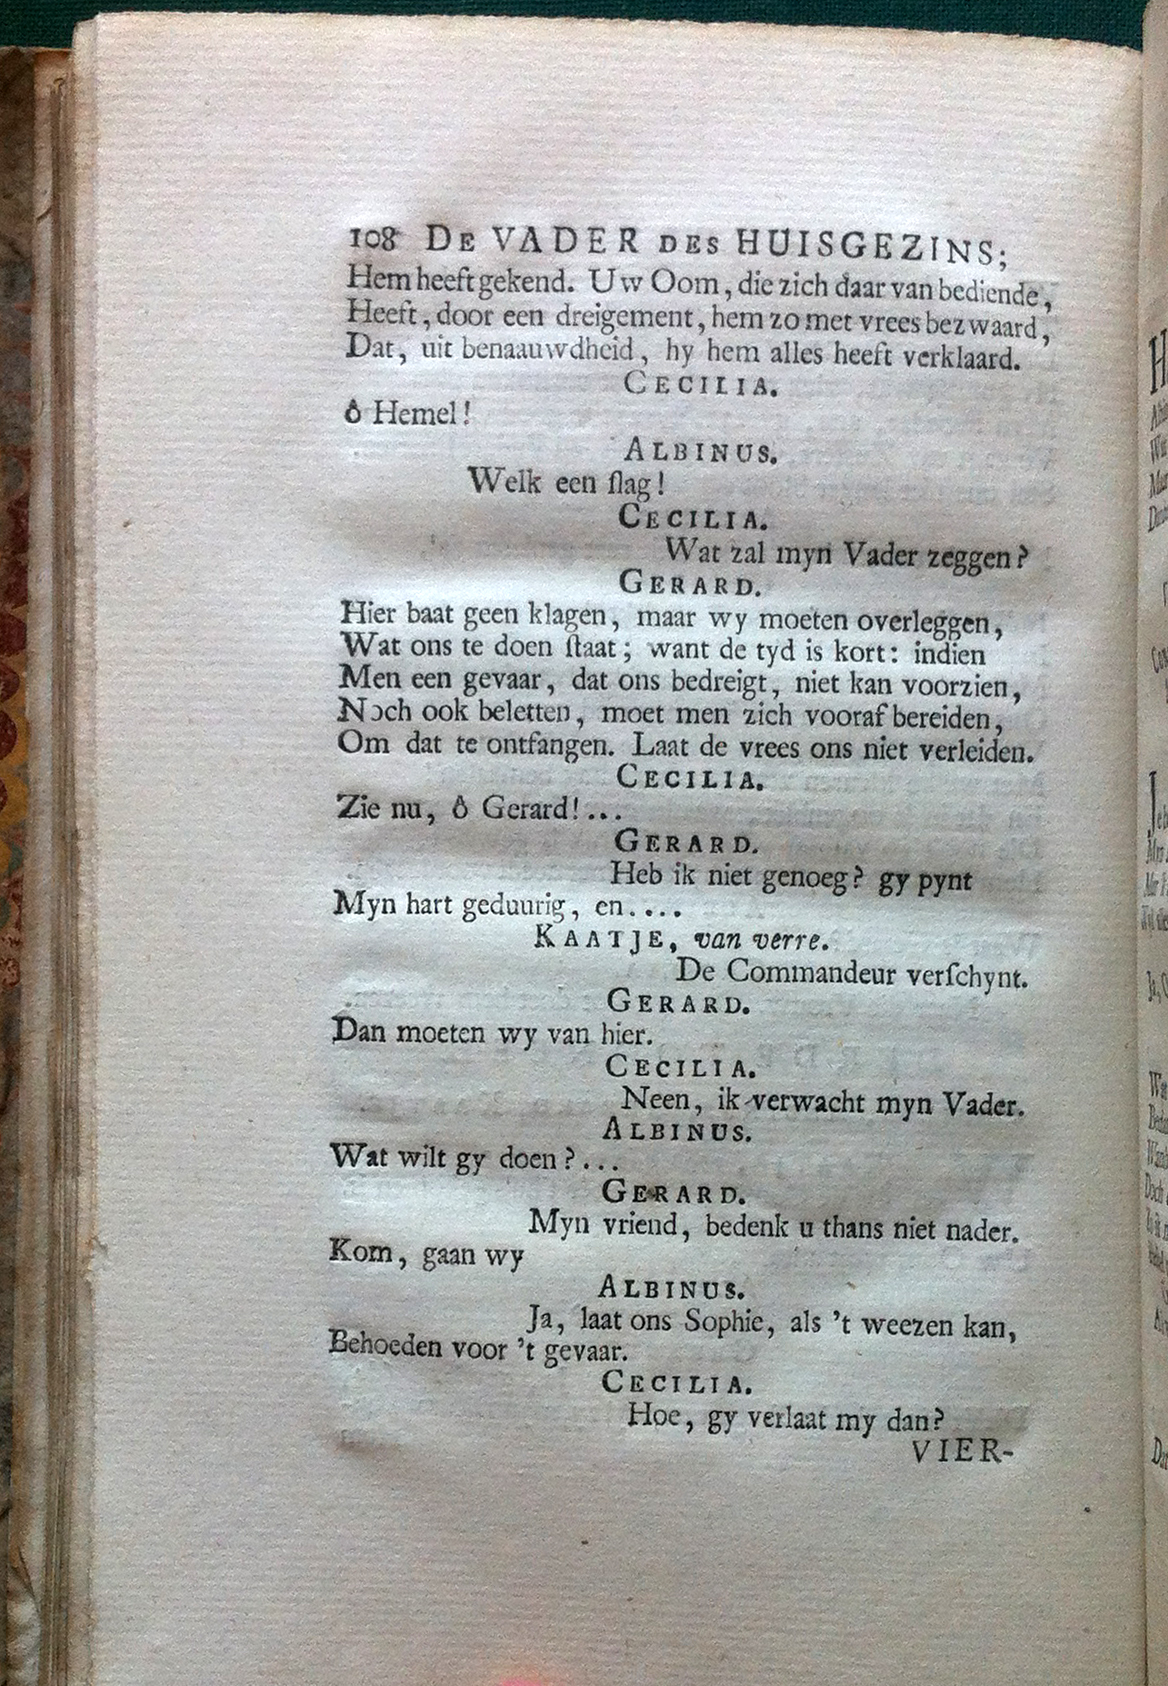 108 DE VADER DES HUISGEZINS;
Hem heeft gekend. Uw Oom, die zich daar van bediende,
Heeft, door een dreigement, hem zo met vrees bezwaard,
Dat, uit benaauwdheid, hy hem alles heeft verklaard.
CECILIA.
ô Hemel!
ALBINUS.
Welk een ſlag!
CECILIA.
Wat zal myn Vader zeggen?
GERARD.
Hier baat geen klagen, maar wy moeten overleggen,
Wat ons te doen ſtaat; want de tyd is kort: indien
Men een gevaar, dat ons bedreigt, niet kan voorzien,
Noch ook beletten, moet men zich vooraf bereiden,
Om dat te ontfangen. Laat de vrees ons niet verleiden.
CECILIA.
Zie nu, ô Gerard!...
GERARD.
Heb ik niet genoeg? gy pynt
Myn hart geduurig, en....
KAATJE, van verre.
De Commandeur verſchynt.
GERARD.
Dan moeten wy van hier.
CECILIA.
Neen, ik verwacht myn Vader.
ALBINUS.
Wat wilt gy doen?...
GERARD.
Myn vriend, bedenk u thans niet nader.
Kom, gaan wy
ALBINUS.
Ja, laat ons Sophie, als 't weezen kan,
Behoeden voor 't gevaar.
CECILIA.
Hoe, gy verlaat my dan?
VIER-